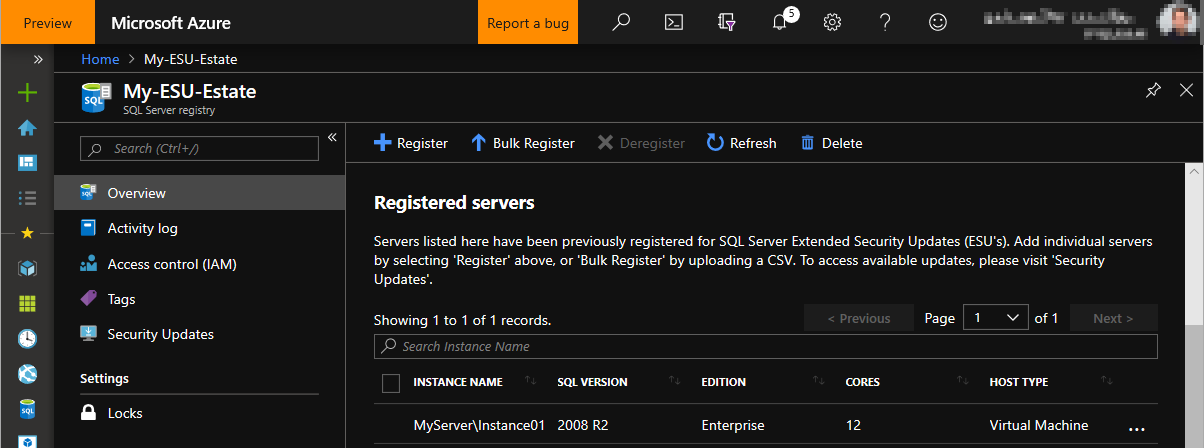 Preview
Microsoft Azure
Report a bug
5
Home > My-ESU-Estate
My-ESU-Estate
SQL Server registry
Search (Ctrl+/)
Overview
Activity log
Access control (IAM)
Tags
Security Updates
Settings
Locks
Register
Bulk Register
Deregister
Refresh
Delete
Registered servers
Servers listed here have been previously registered for SQL Server Extended Security Updates (ESU's). Add individual servers
by selecting 'Register' above, or 'Bulk Register' by uploading a CSV. To access available updates, please visit 'Security
Updates'.
Showing 1 to 1 of 1 records.
< Previous
Page
1
of 1
Next >
Search Instance Name
INSTANCE NAME SQL VERSION EDITION CORES HOST TYPE
MyServer\Instance01 2008 R2 Enterprise 12 Virtual Machine ...